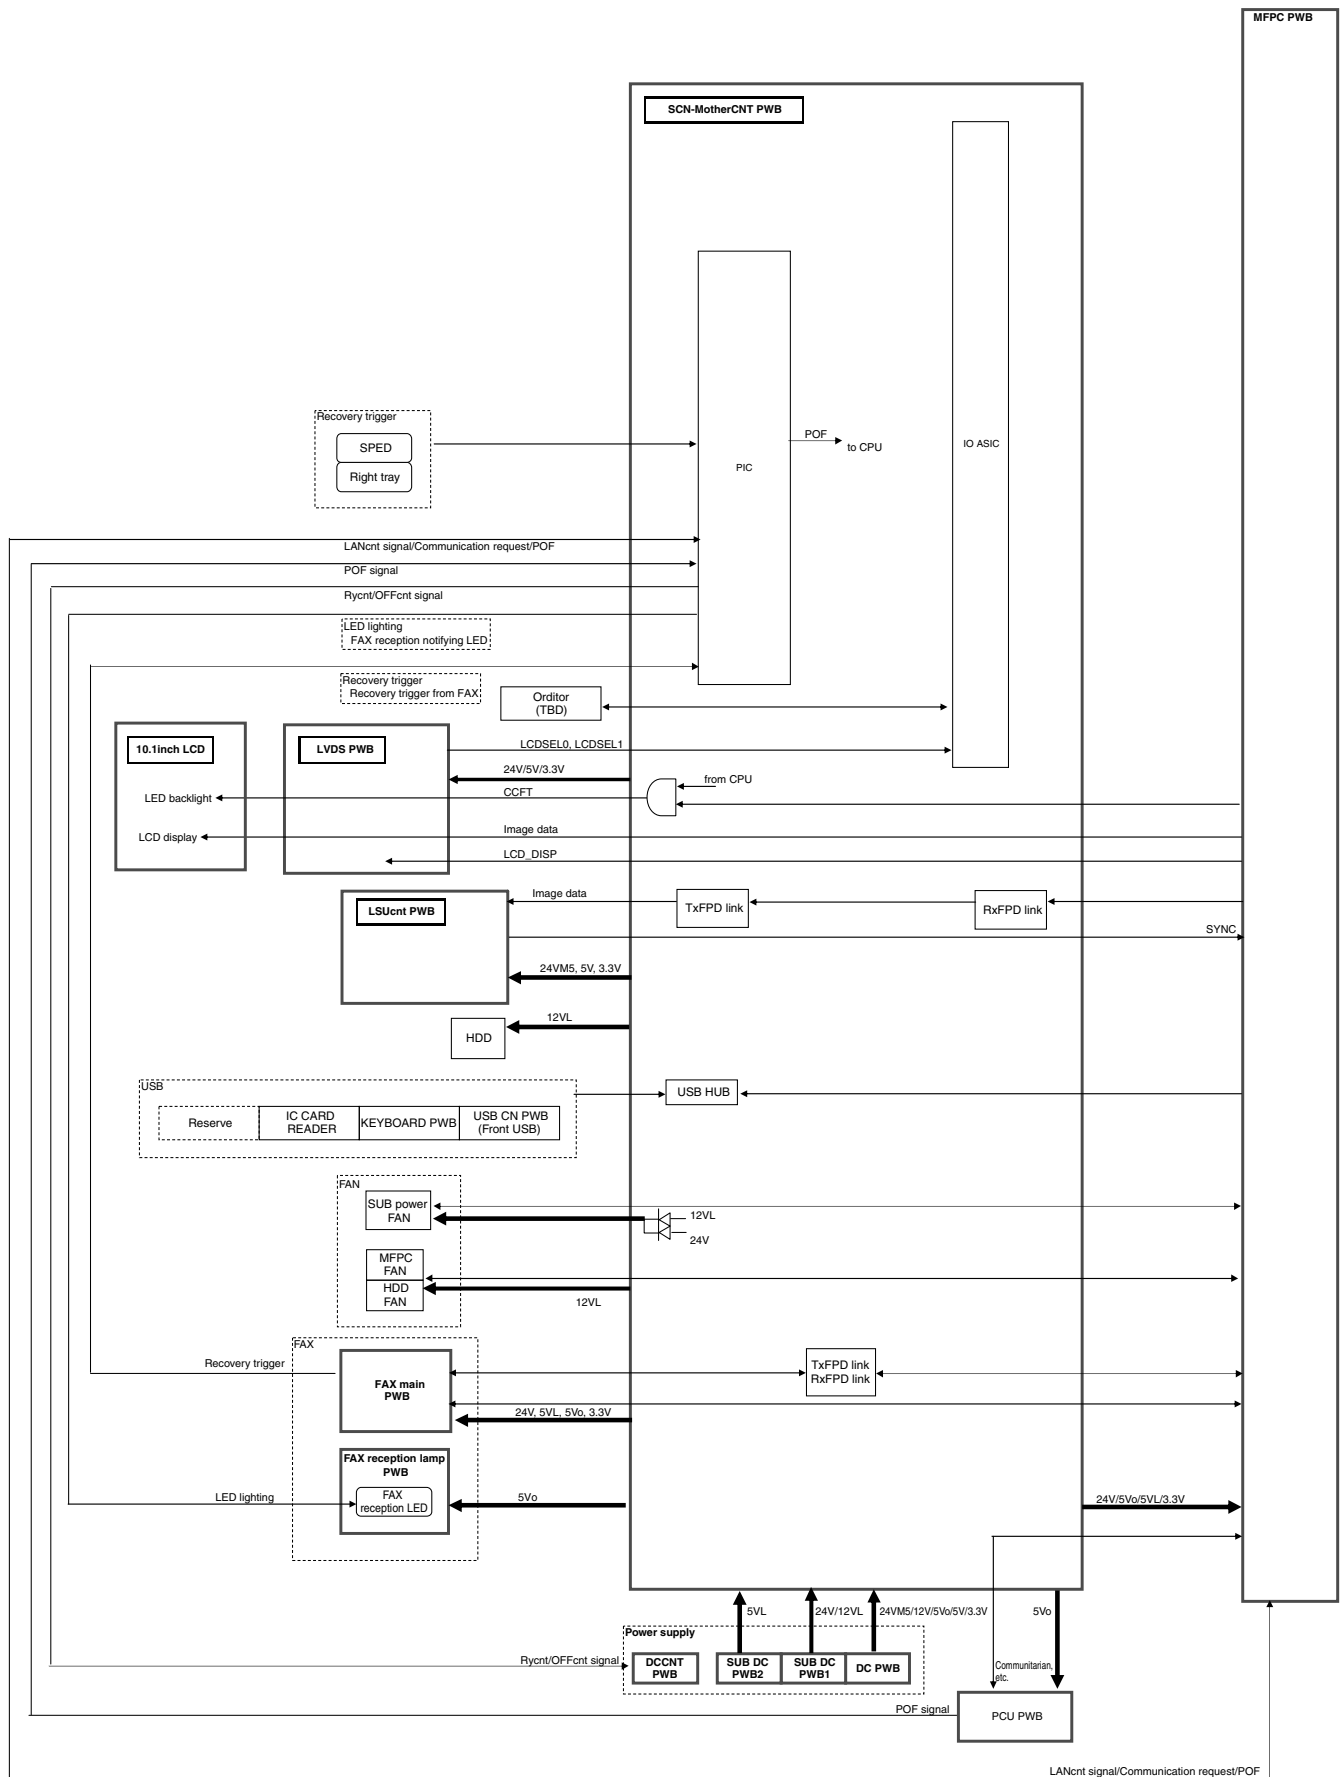 MFPC PWB
SCN-MotherCNT PWB
Recovery trigger
SPED
Right tray
PIC
POF
to CPU
IO ASIC
LANcnt signal/Communication request/POF
POF signal
Rycnt/OFFcnt signal
LED lighting
FAX reception notifying LED
Recovery trigger
Recovery trigger from FAX
Orditor
(TBD)
10.1inch LCD
LVDS PWB
LCDSEL0, LCDSEL1
24V/5V/3.3V
from CPU
CCFT
LED backlight
Image data
LCD display
LCD_DISP
LSUcnt PWB
Image data
TxFPD link
RxFPD link
SYNC
24VM5, 5V, 3.3V
12VL
HDD
USB
Reserve
IC CARD
READER
KEYBOARD PWB
USB CN PWB
(Front USB)
USB HUB
FAN
SUB power
FAN
12VL
24V
MFPC
FAN
HDD
FAN
12VL
FAX
Recovery trigger
FAX main
PWB
TxFPD link
RxFPD link
24V, 5VL, 5Vo, 3.3V
FAX reception lamp
PWB
FAX
reception LED
LED lighting
5Vo
24V/5Vo/5VL/3.3V
5VL
24V/12VL
24VM5/12V/5Vo/5V/3.3V
5Vo
Power supply
Rycnt/OFFcnt signal
DCCNT
PWB
SUB DC
PWB2
SUB DC
PWB1
DC PWB
Communitarian,
etc.
POF signal
PCU PWB
LANcnt signal/Communication request/POF